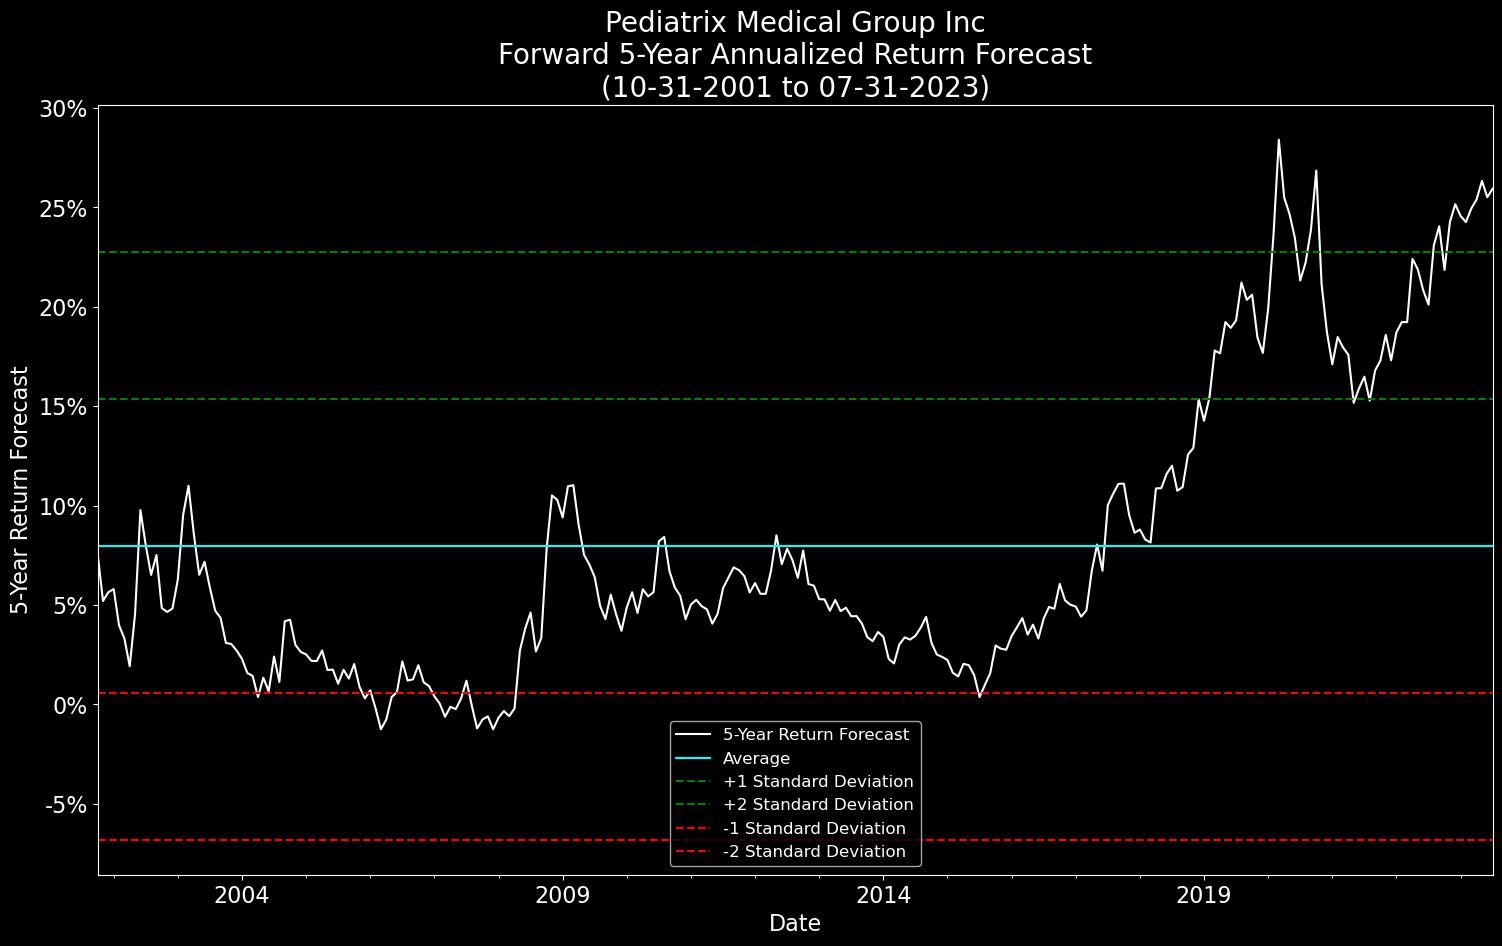 Pediatrix Medical Group Inc
Forward 5-Year Annualized Return Forecast
(10-31-2001 to 07-31-2023)
30%
25%
20%
15%
10%
5%
0%
-5%
5-Year Return Forecast
5-Year Return Forecast
Average
+1 Standard Deviation
+2 Standard Deviation
-1 Standard Deviation
-2 Standard Deviation
2004
2009
2014
2019
Date